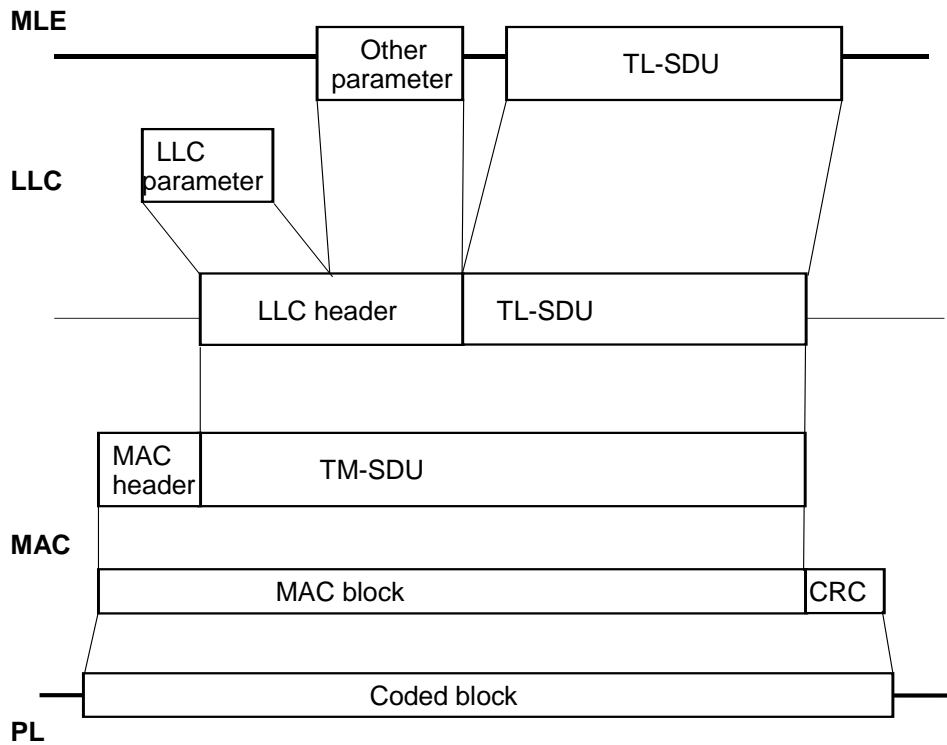 MLE
Other
parameter
TL-SDU
LLC
parameter
LLC
LLC header
TL-SDU
MAC
header
TM-SDU
MAC
MAC block
CRC
Coded block
PL